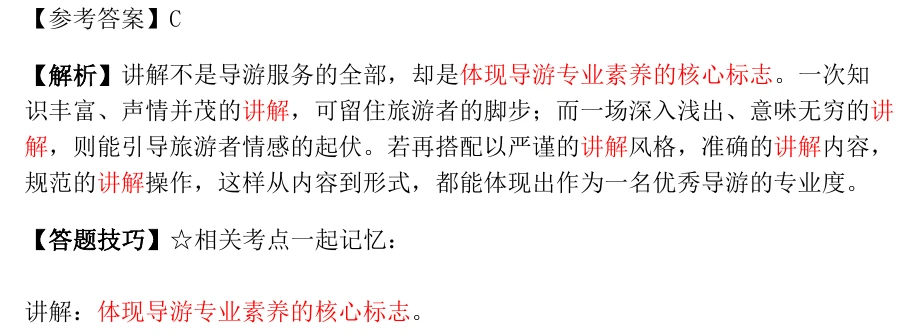 【参考答案】C
【解析】讲解不是导游服务的全部，却是体现导游专业素养的核心标志。一次知
识丰富、声情并茂的讲解，可留住旅游者的脚步；而一场深入浅出、意味无穷的讲
解，则能引导旅游者情感的起伏。若再搭配以严谨的讲解风格，准确的讲解内容，
规范的讲解操作，这样从内容到形式，都能体现出作为一名优秀导游的专业度。
【答题技巧】☆相关考点一起记忆：
讲解：体现导游专业素养的核心标志。